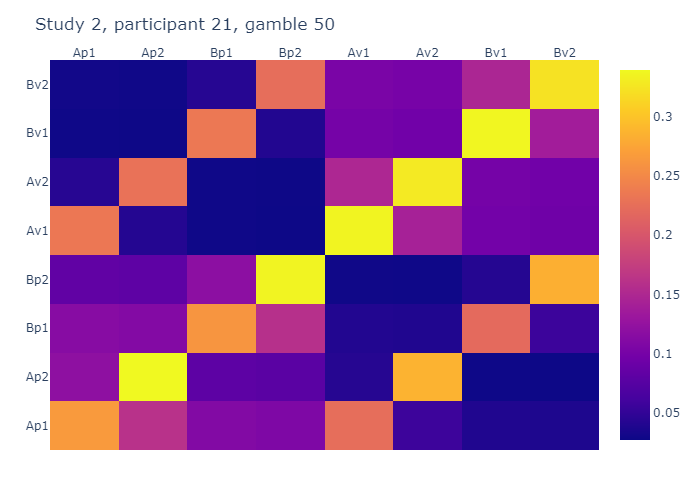 Study 2, participant 21, gamble 50
Ap1 Ap2 Bp1 Bp2 Av1 Av2 Bv1 Bv2
Bv2
Bv1
Av2
Av1
Bp2
Bp1
Ap2
Ap1
0.3
0.25
0.2
0.15
0.1
0.05